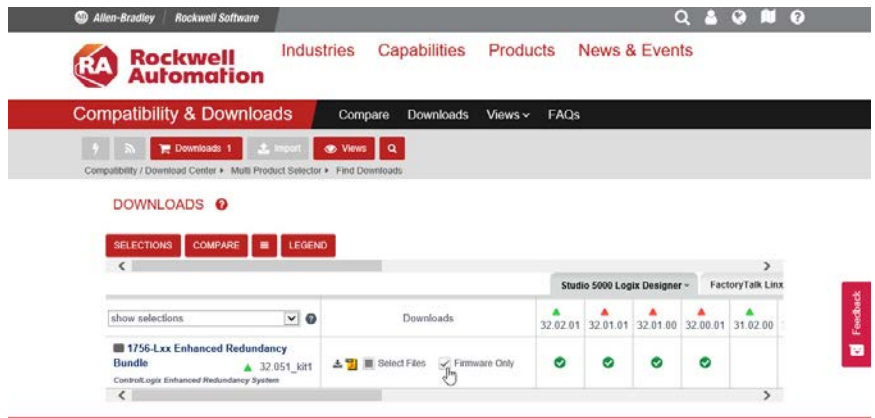 AB Allen-Bradley Rockwell Software
RA Rockwell Automation
Industries Capabilities Products News & Events
Compatibility & Downloads Compare Downloads Views FAQs
Downloads 1 Import Views
Compatibility / Download Center Multi Product Selector Find Downloads
DOWNLOADS ?
SELECTIONS COMPARE LEGEND
Studio 5000 Logix Designer FactoryTalk Linx
show selections ? Downloads 32.02.01 32.01.01 32.01.00 32.00.01 31.02.00
1756-Lxx Enhanced Redundancy
Bundle 32.051_kit1 Select Files Firmware Only
ControlLogix Enhanced Redundancy System
Feedback